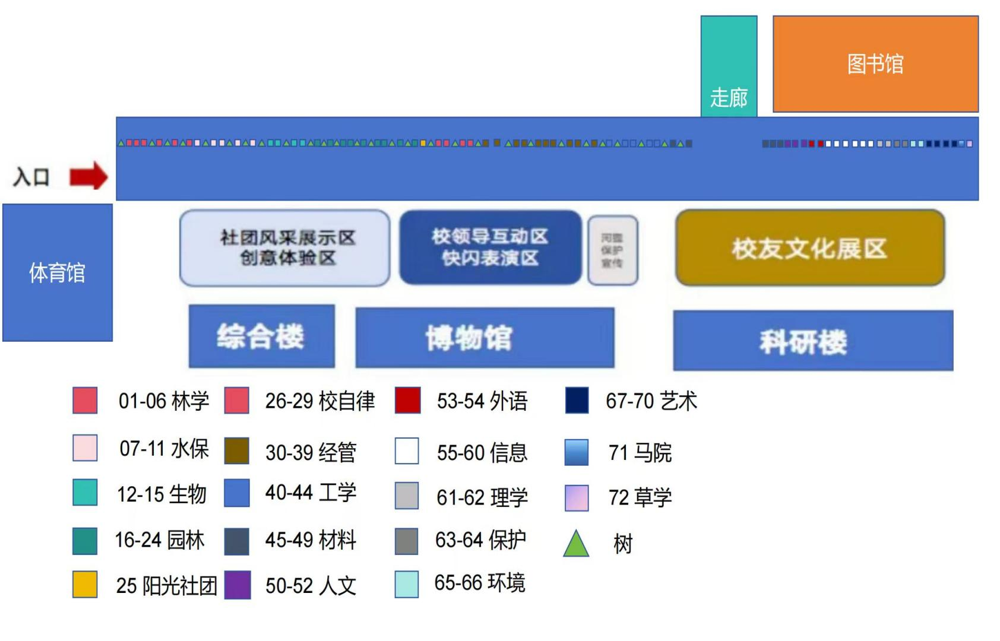 图书馆
走廊
入口
体育馆
社团风采展示区
创意体验区
校领导互动区
快闪表演区
保护
宣传
校友文化展区
综合楼
博物馆
科研楼
01-06 林学
26-29 校自律
53-54 外语
67-70 艺术
07-11 水保
30-39 经管
55-60 信息
71 马院
12-15 生物
40-44 工学
61-62 理学
72 草学
16-24 园林
45-49 材料
63-64 保护
树
25 阳光社团
50-52 人文
65-66 环境